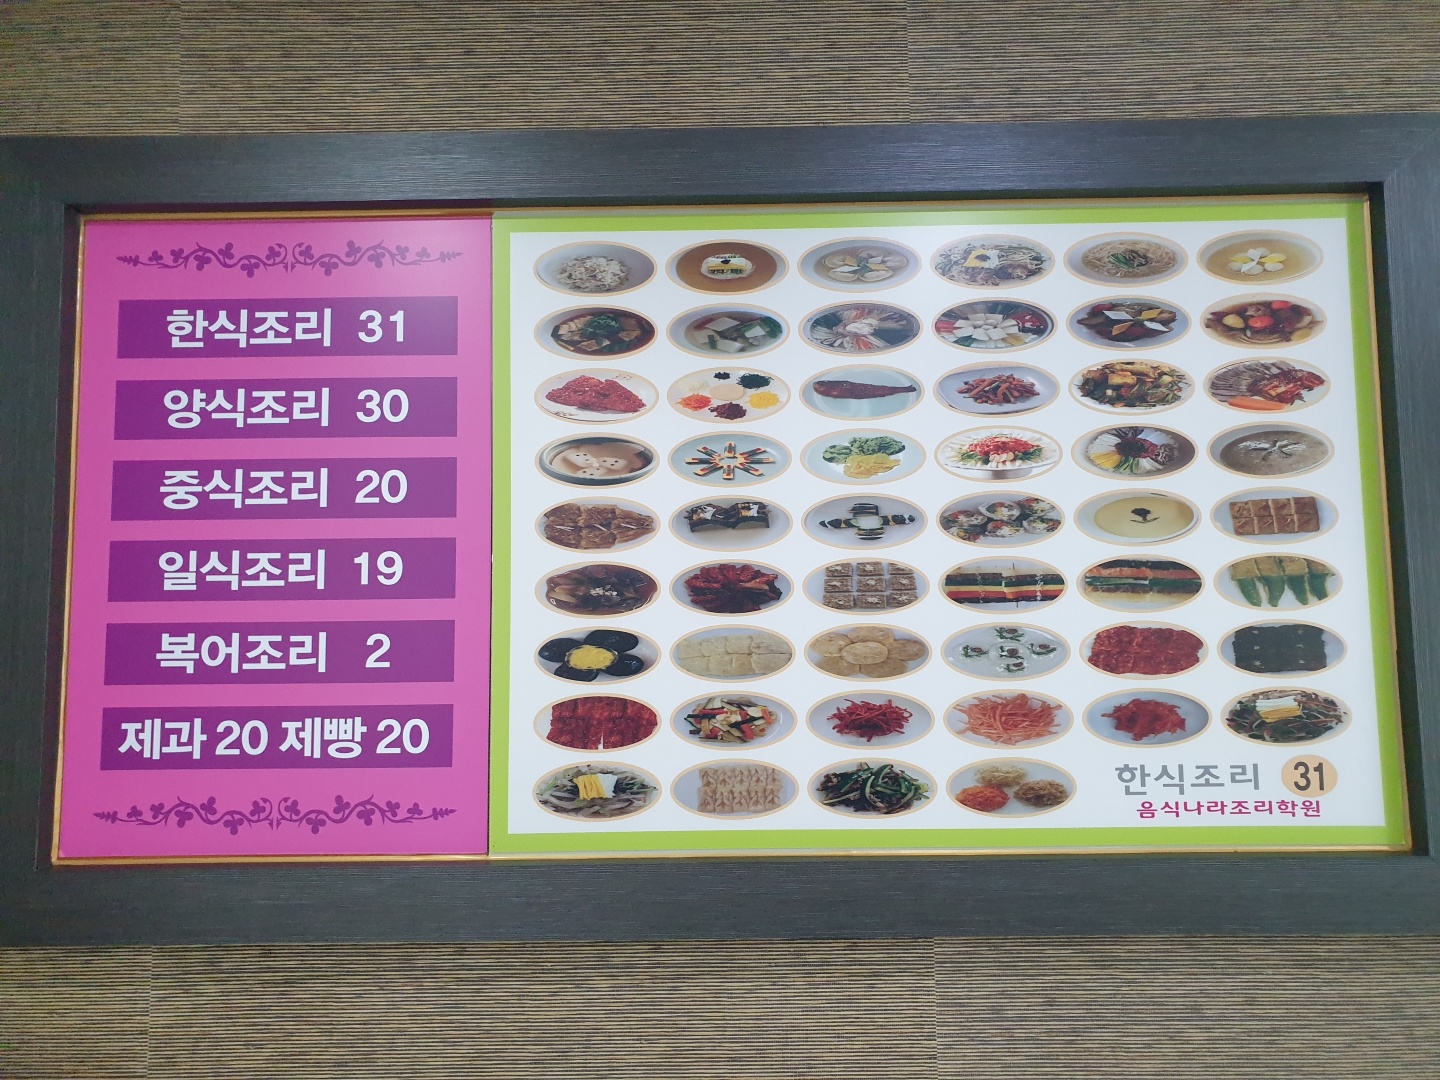 한식조리 31
양식조리 30
중식조리 20
일식조리 19
복어조리 2
제과 20 제빵 20
한식조리 31
음식나라조리학원